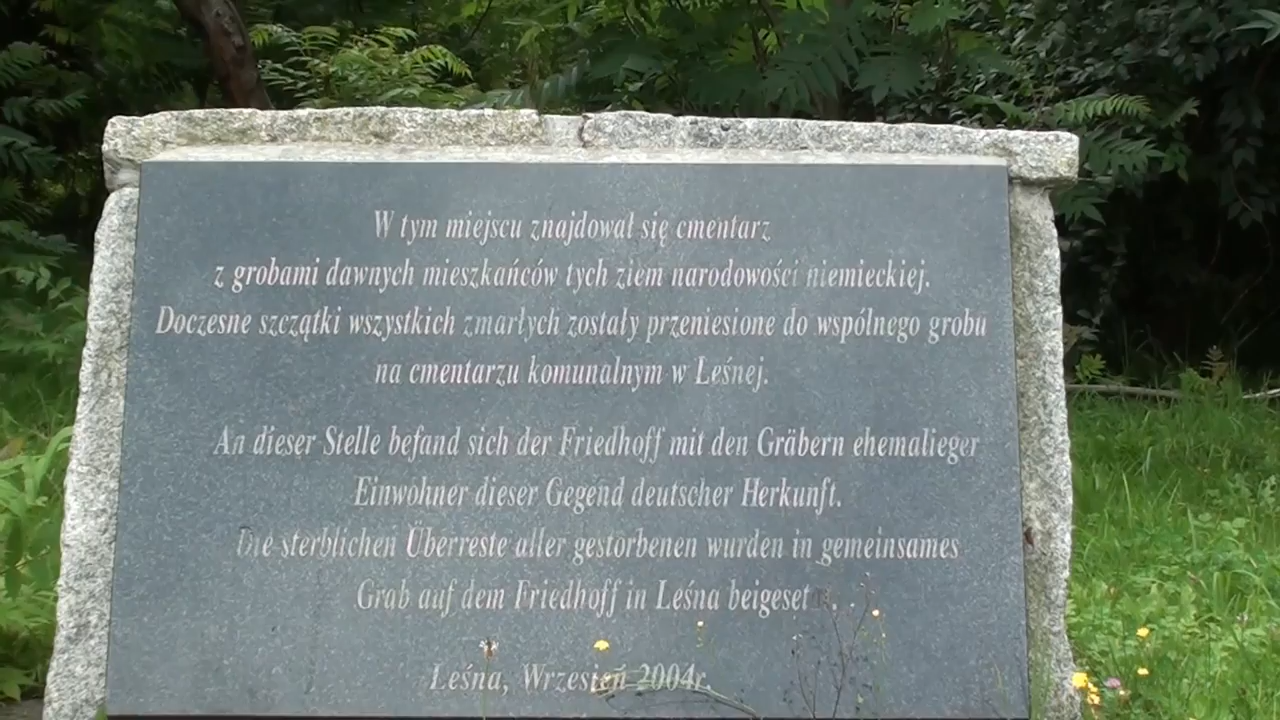 W tym miejscu znajdował się cmentarz
z grobami dawnych mieszkańców tych ziem narodowości niemieckiej.
Doczesne szczątki wszystkich zmarłych zostały przeniesione do wspólnego grobu
na cmentarzu komunalnym w Leśnej.
An dieser Stelle befand sich der Friedhoff mit den Gräbern ehemalieger
Einwohner dieser Gegend deutscher Herkunft.
Die sterblichen Überreste aller gestorbenen wurden in gemeinsames
Grab auf dem Friedhoff in Leśna
Leśna, Wrzesień 2004r.